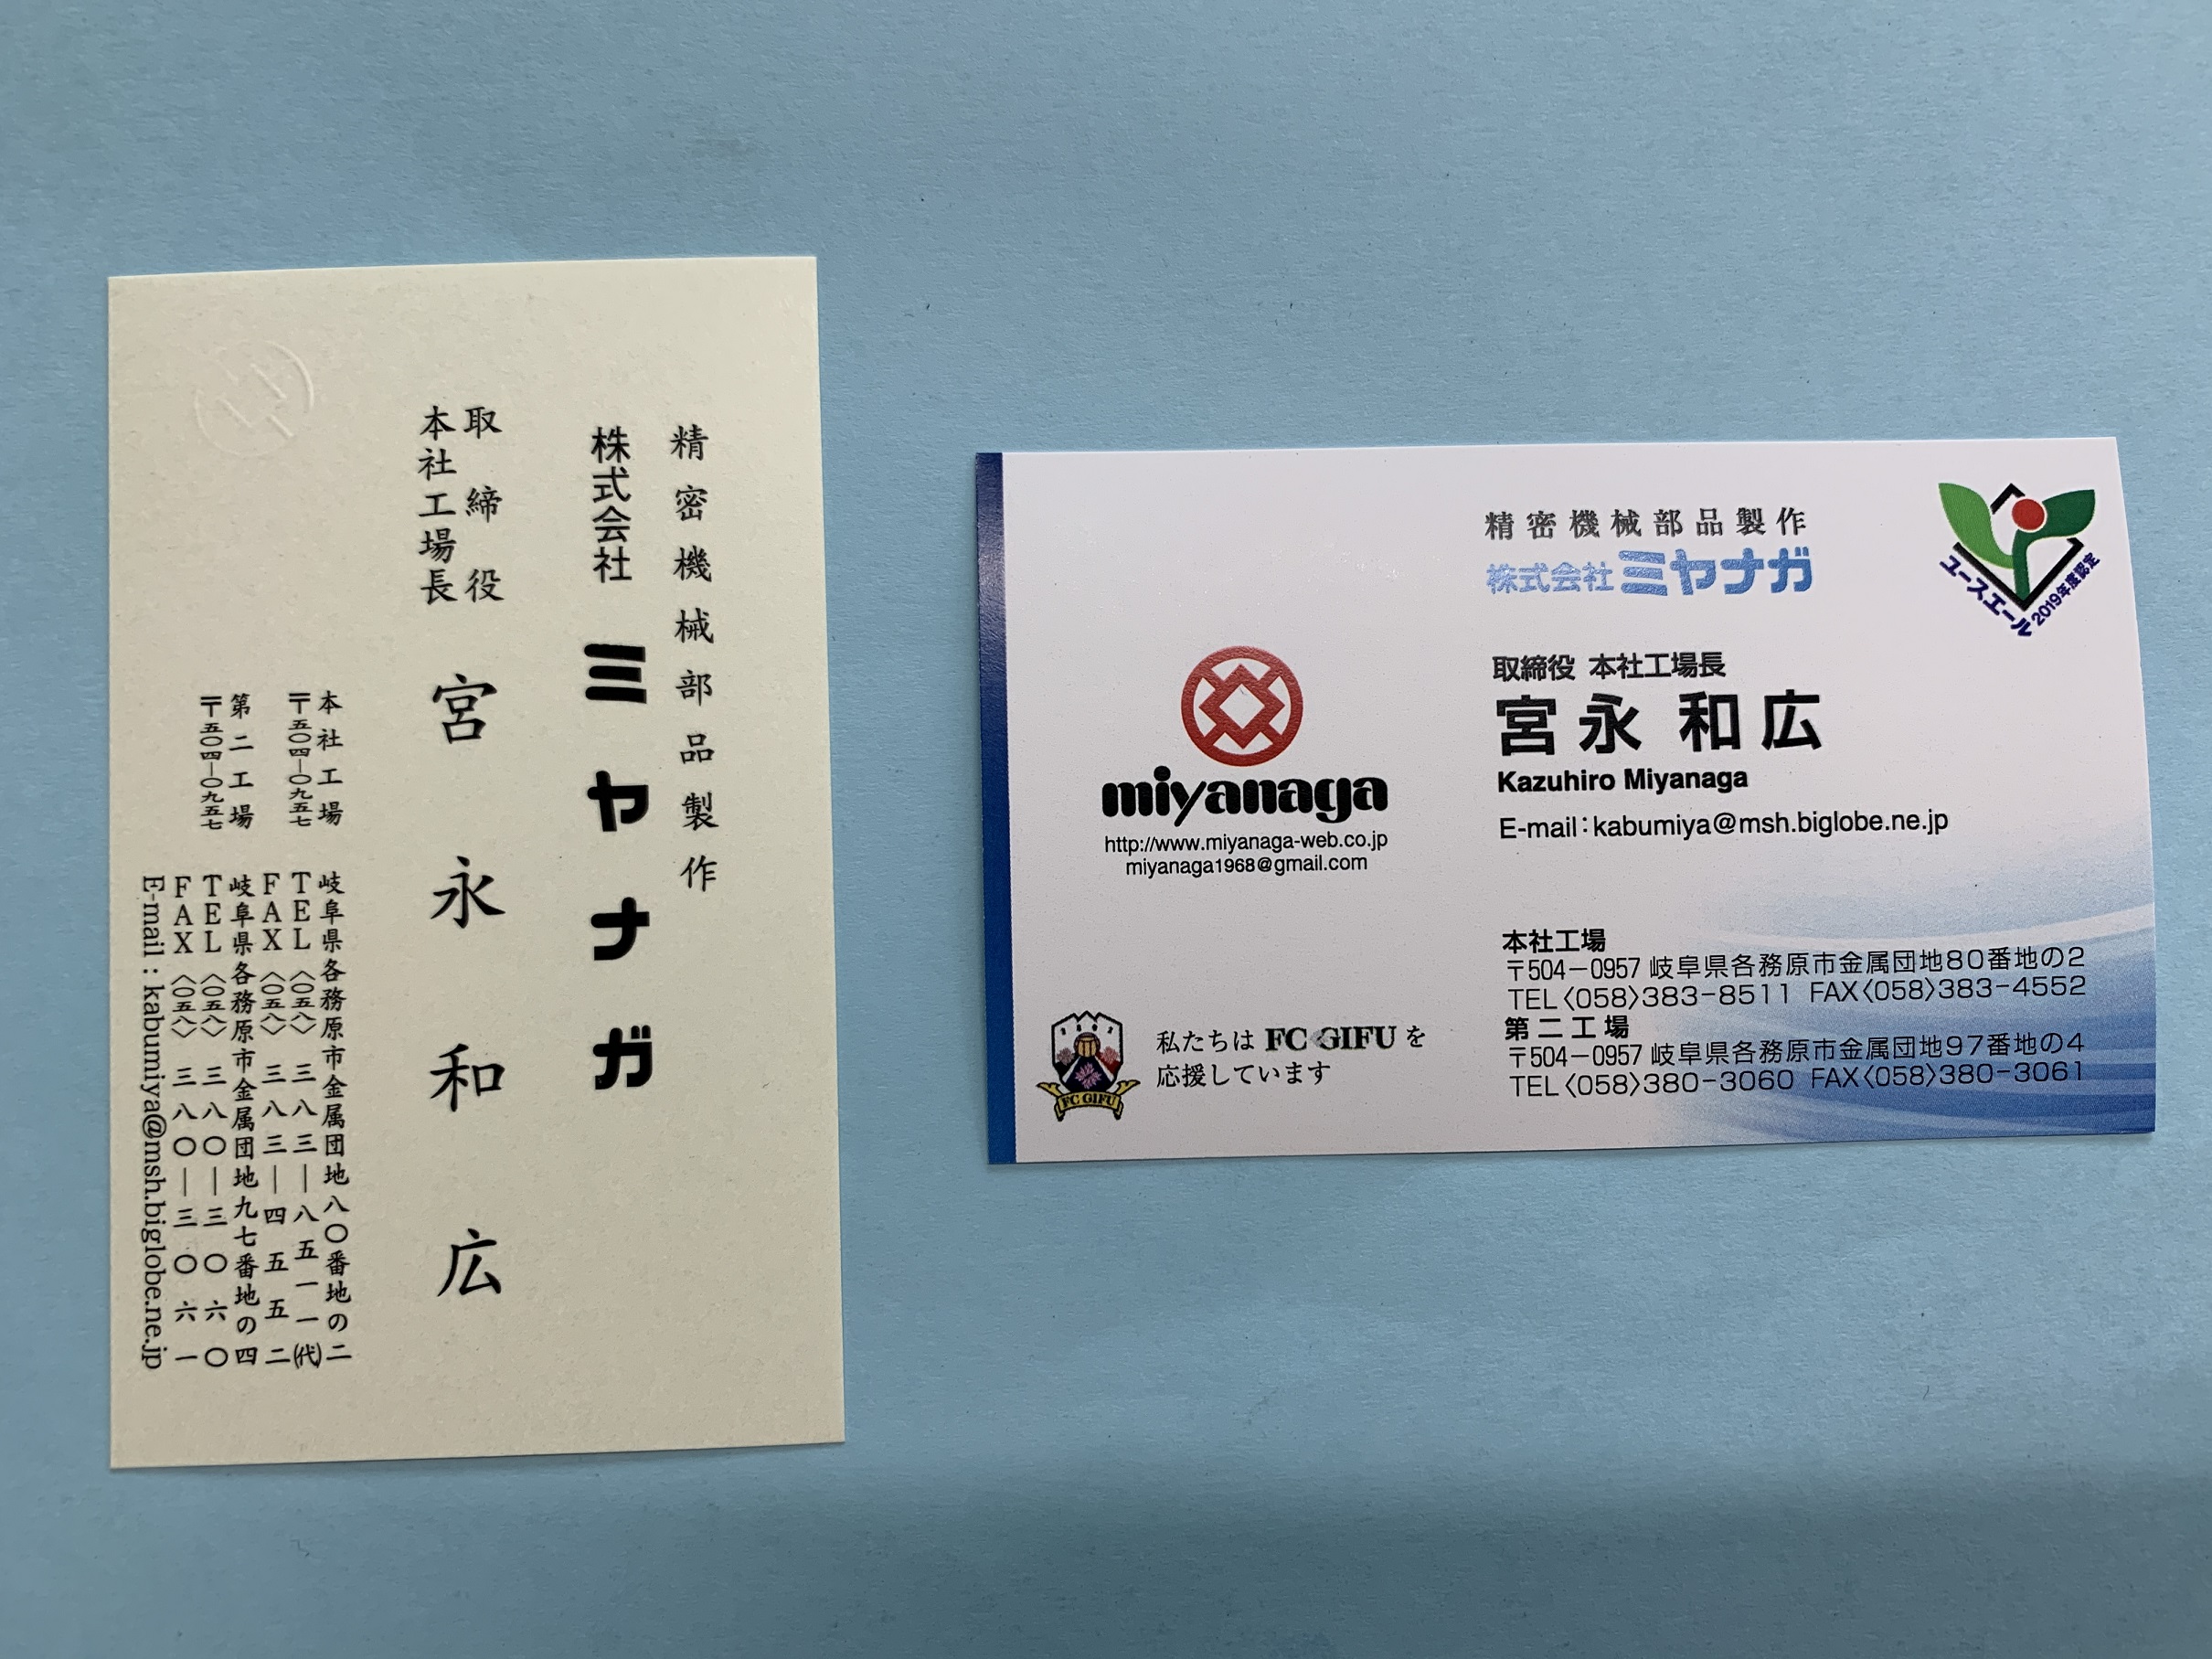 精密機械部品製作
株式会社 ミヤナガ
取締役
本社工場長
宮永和広
本社工場
〒五〇四―〇九五七
岐阜県各務原市金属団地八〇番地の二
TEL〈〇五八〉三八三―八五一一(代)
FAX〈〇五八〉三八三―四五五二
第二工場
〒五〇四―〇九五七
岐阜県各務原市金属団地九七番地の四
TEL〈〇五八〉三八〇―三〇六〇
FAX〈〇五八〉三八〇―三〇六一
E-mail : kabumiya@msh.biglobe.ne.jp
精密機械部品製作
株式会社ミヤナガ
ユースエール
2019年度認定
取締役 本社工場長
宮永 和広
Kazuhiro Miyanaga
E-mail:kabumiya@msh.biglobe.ne.jp
miyanaga
http://www.miyanaga-web.co.jp
miyanaga1968@gmail.com
本社工場
〒504-0957 岐阜県各務原市金属団地80番地の2
TEL〈058〉383-8511 FAX〈058〉383-4552
第二工場
〒504-0957 岐阜県各務原市金属団地97番地の4
TEL〈058〉380-3060 FAX〈058〉380-3061
FC GIFU
私たちは FC GIFU を
応援しています